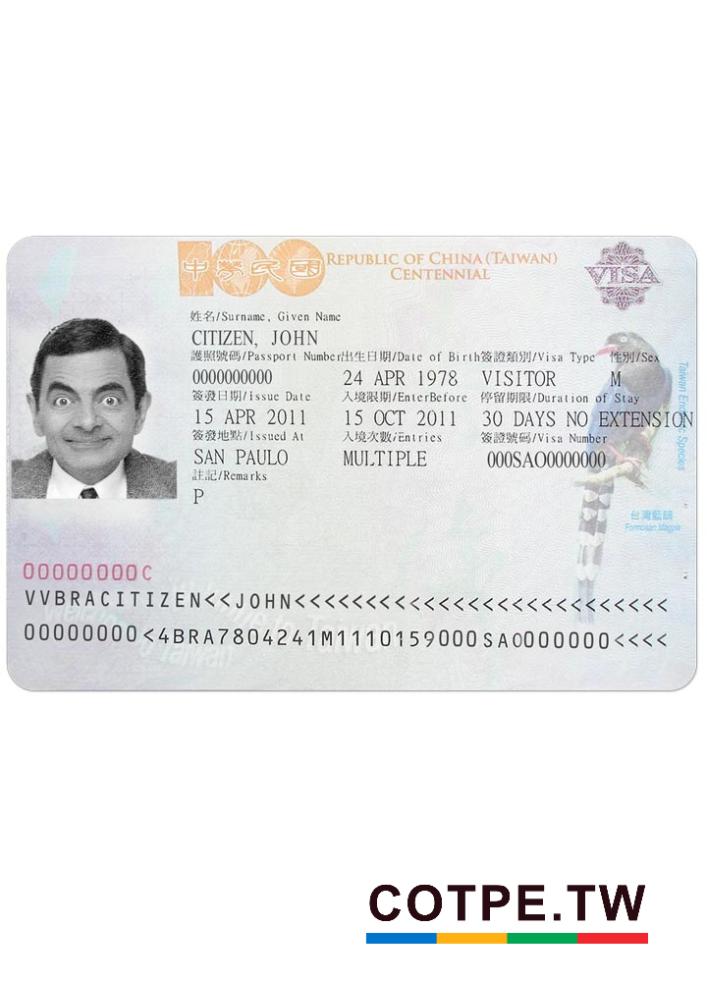 中華民國
REPUBLIC OF CHINA (TAIWAN)
CENTENNIAL
VISA
姓名/Surname, Given Name
CITIZEN, JOHN
護照號碼/Passport Number 出生日期/Date of Birth 簽證類別/Visa Type 性別/Sex
0000000000 24 APR 1978 VISITOR M
簽發日期/issue Date 入境限期/EnterBefore 停留期限/Duration of Stay
15 APR 2011 15 OCT 2011 30 DAYS NO EXTENSION
簽發地點/Issued At 入境次數/Entries 簽證號碼/Visa Number
SAN PAULO MULTIPLE 000SAO0000000
註記/Remarks
P
台灣藍鵲
Formosan Magpie
00000000C
VVBRACITIZEN<<JOHN<<<<<<<<<<<<<<<<<<<<<<<<<<
00000000<4BRA7804241M1110159000SAO000000<<<<
COTPE.TW